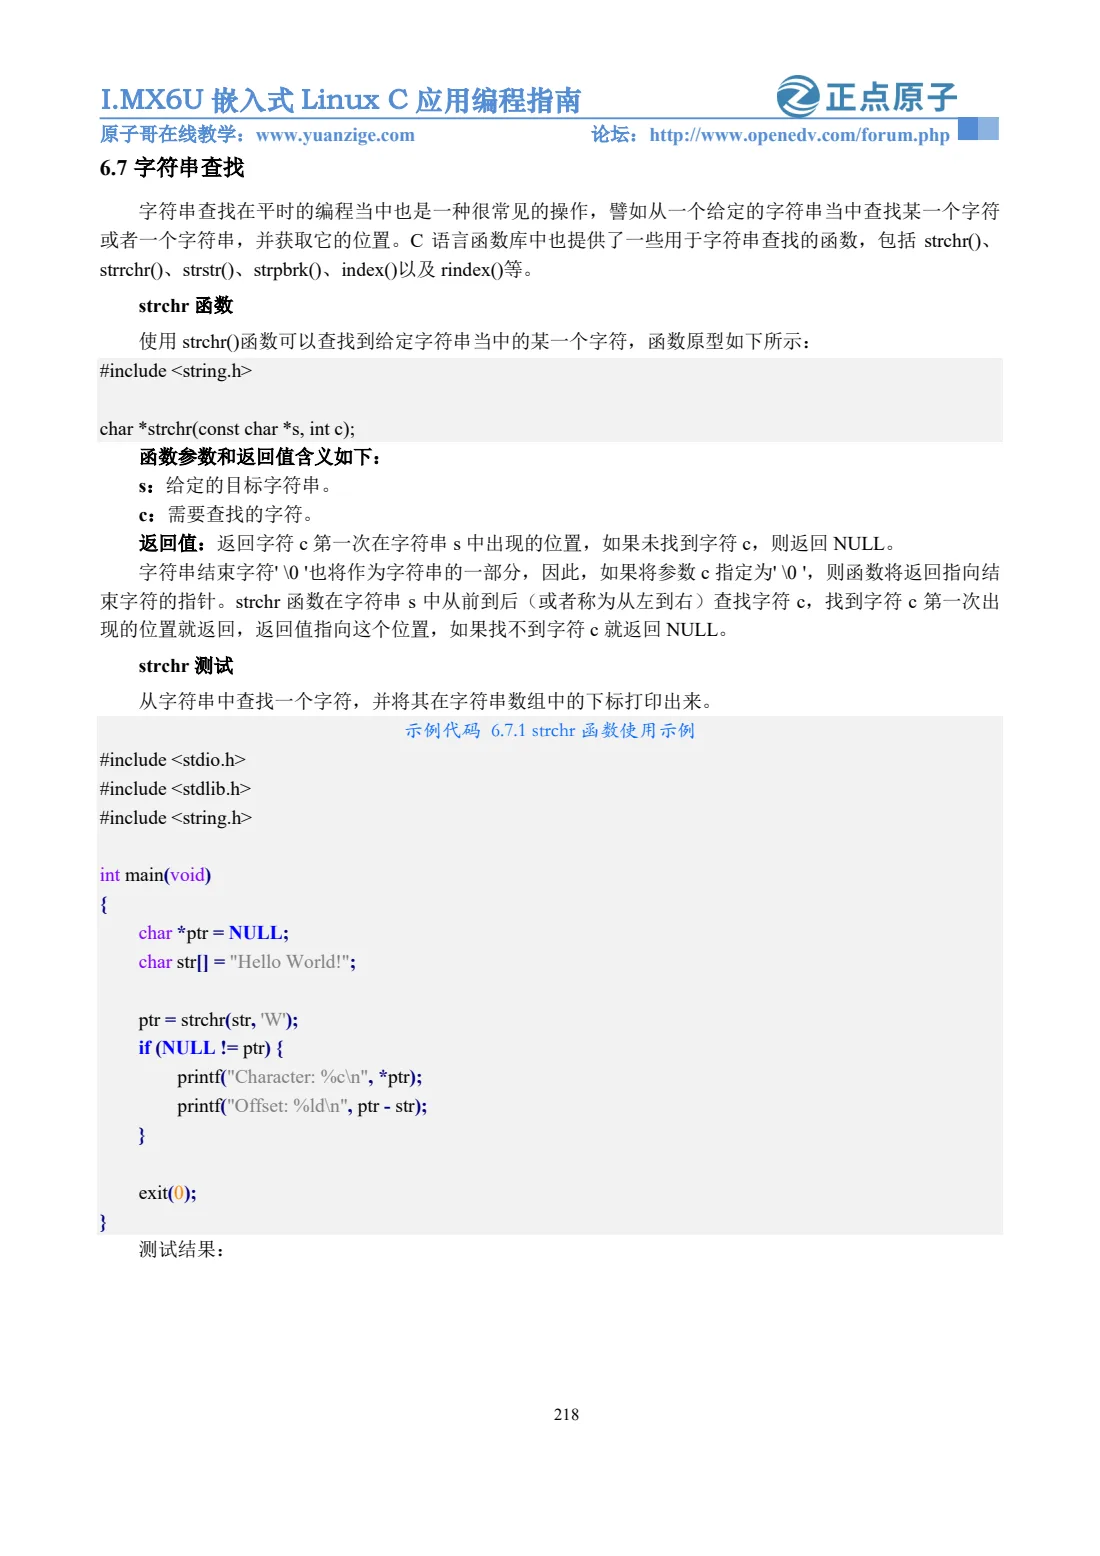 I.MX6U 嵌入式 Linux C 应用编程指南
正点原子
原子哥在线教学：www.yuanzige.com 论坛：http://www.openedv.com/forum.php
6.7 字符串查找
字符串查找在平时的编程当中也是一种很常见的操作，譬如从一个给定的字符串当中查找某一个字符
或者一个字符串，并获取它的位置。C 语言函数库中也提供了一些用于字符串查找的函数，包括 strchr()、
strrchr()、strstr()、strpbrk()、index()以及 rindex()等。
strchr 函数
使用 strchr()函数可以查找到给定字符串当中的某一个字符，函数原型如下所示：
#include <string.h>
char *strchr(const char *s, int c);
函数参数和返回值含义如下：
s：给定的目标字符串。
c：需要查找的字符。
返回值：返回字符 c 第一次在字符串 s 中出现的位置，如果未找到字符 c，则返回 NULL。
字符串结束字符' \0 '也将作为字符串的一部分，因此，如果将参数 c 指定为' \0 '，则函数将返回指向结
束字符的指针。strchr 函数在字符串 s 中从前到后（或者称为从左到右）查找字符 c，找到字符 c 第一次出
现的位置就返回，返回值指向这个位置，如果找不到字符 c 就返回 NULL。
strchr 测试
从字符串中查找一个字符，并将其在字符串数组中的下标打印出来。
示例代码 6.7.1 strchr 函数使用示例
#include <stdio.h>
#include <stdlib.h>
#include <string.h>
int main(void)
{
char *ptr = NULL;
char str[] = "Hello World!";
ptr = strchr(str, 'W');
if (NULL != ptr) {
printf("Character: %c\n", *ptr);
printf("Offset: %ld\n", ptr - str);
}
exit(0);
}
测试结果：
218